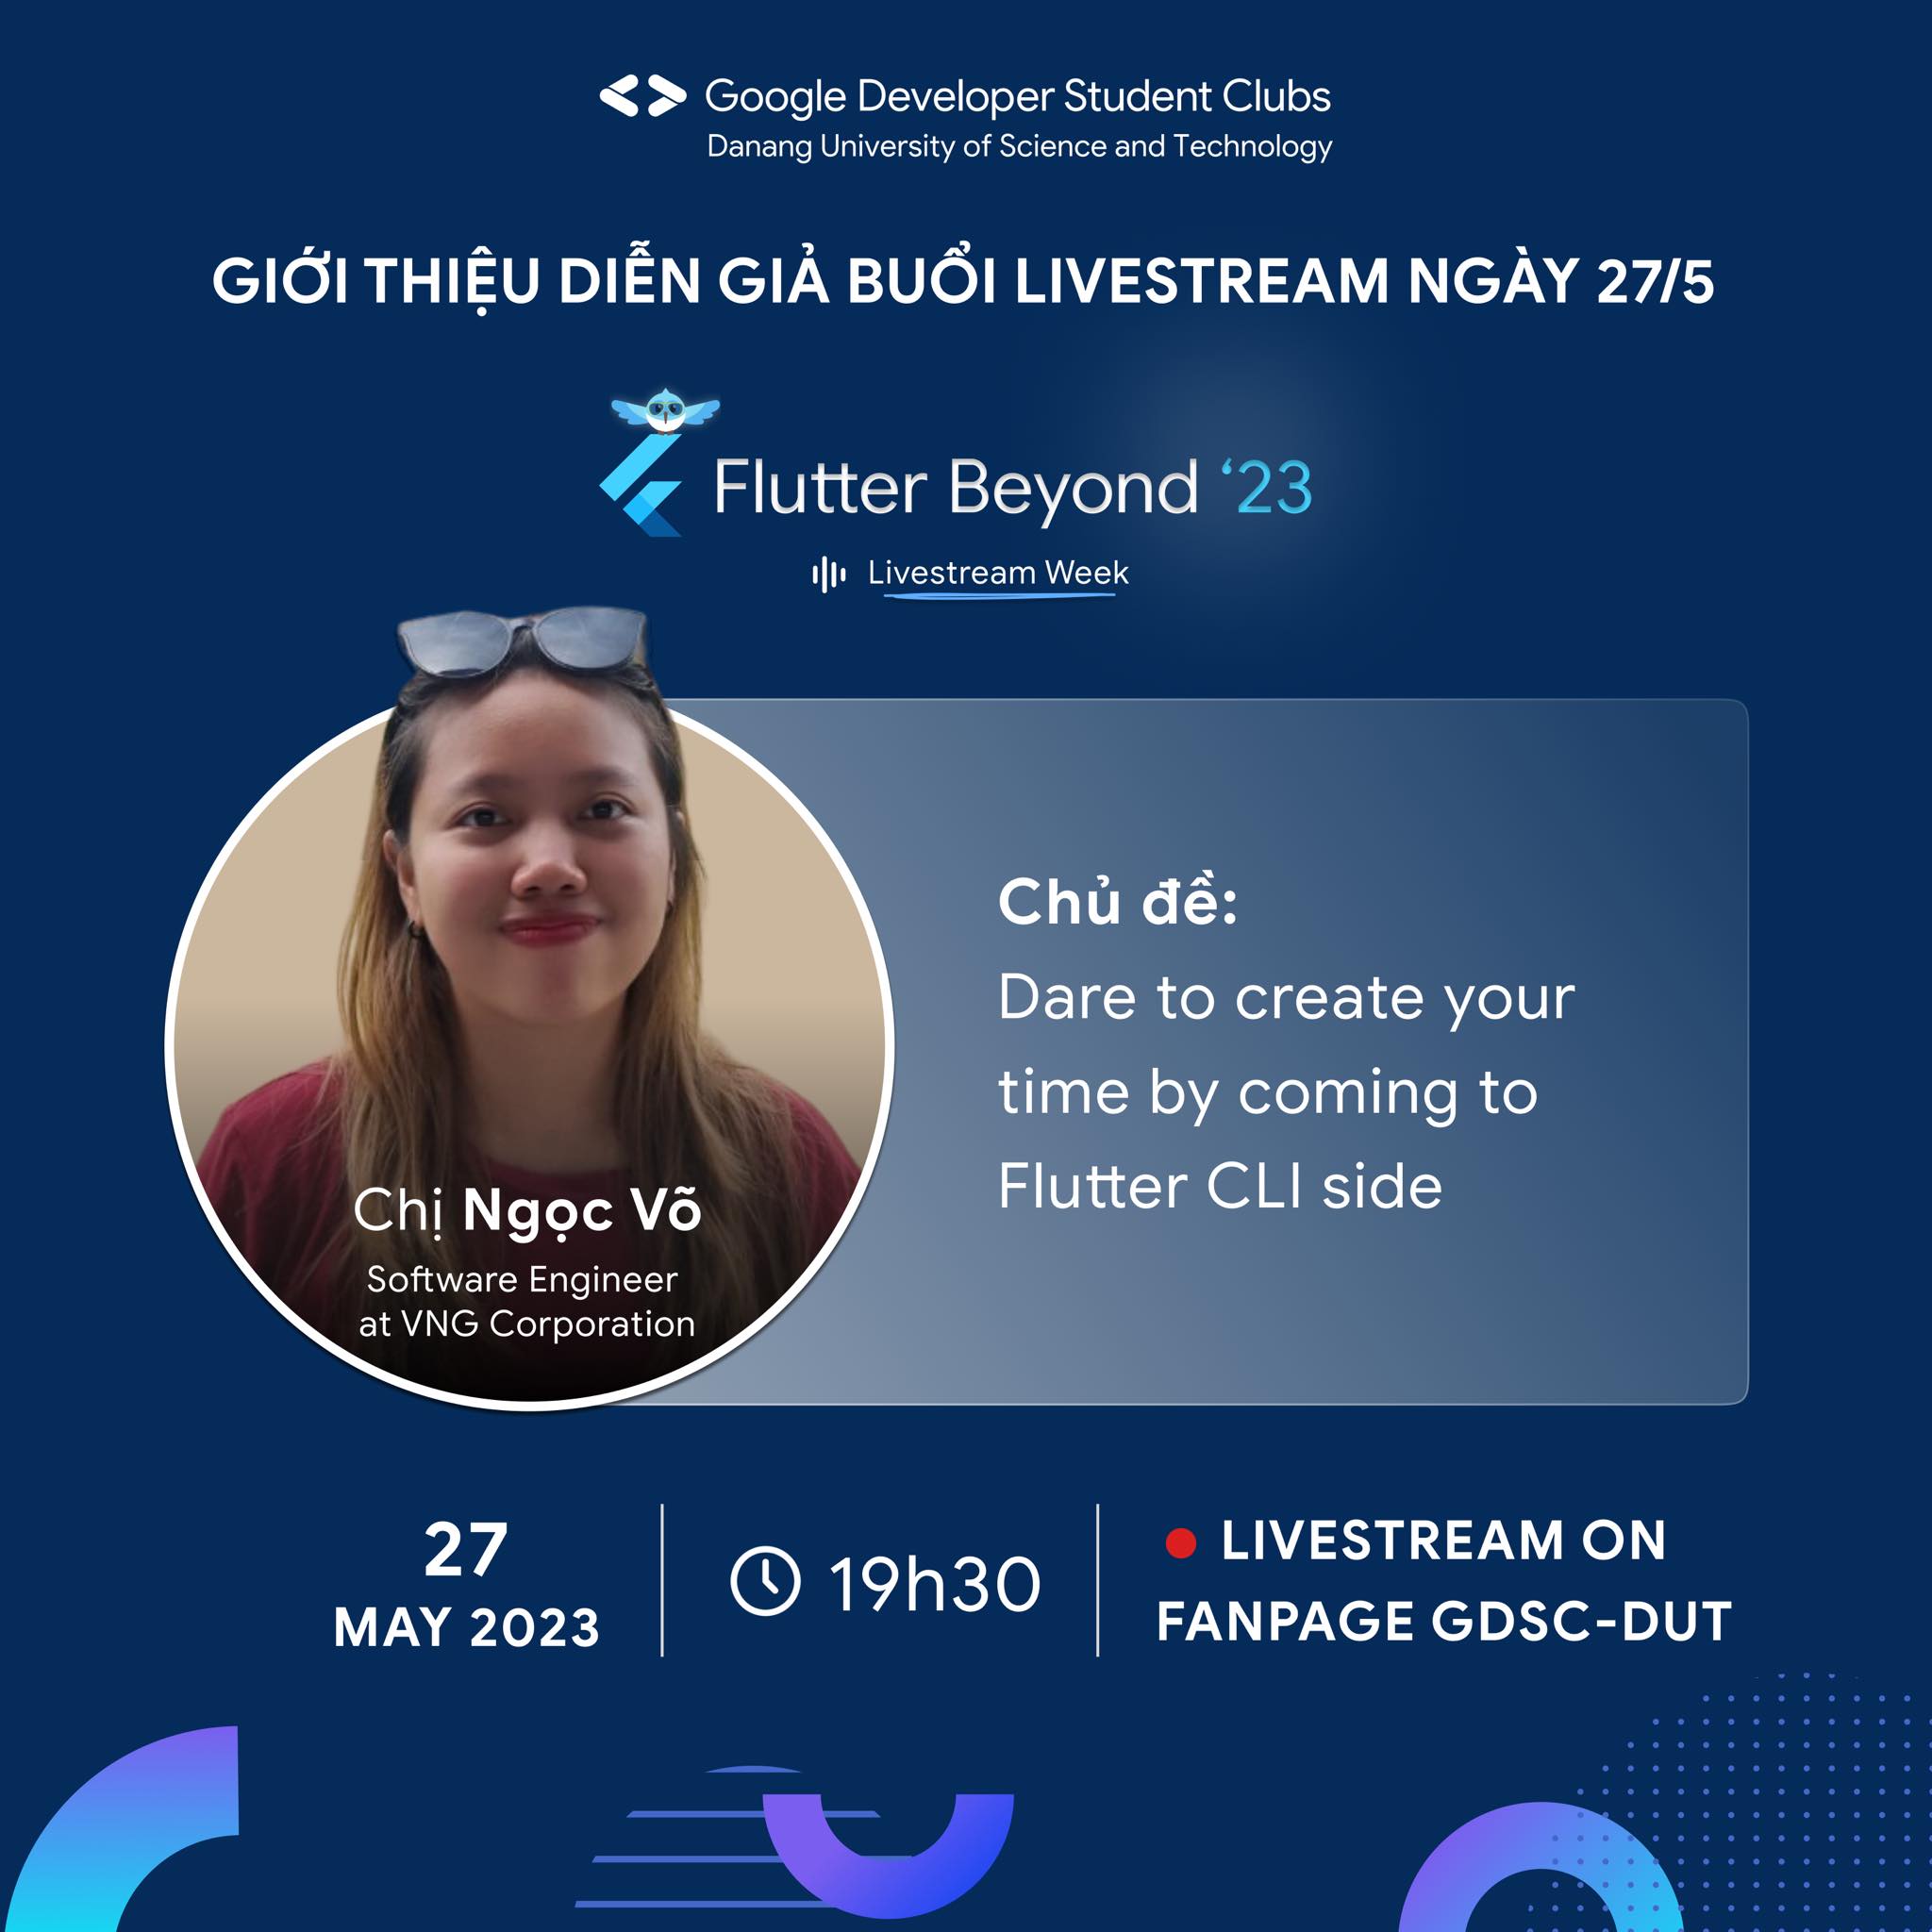 Google Developer Student Clubs
Danang University of Science and Technology
GIỚI THIỆU DIỄN GIẢ BUỔI LIVESTREAM NGÀY 27/5
Flutter Beyond ‘23
Livestream Week
Chủ đề:
Dare to create your
time by coming to
Flutter CLI side
Chị Ngọc Võ
Software Engineer
at VNG Corporation
27
MAY 2023
19h30
LIVESTREAM ON
FANPAGE GDSC-DUT